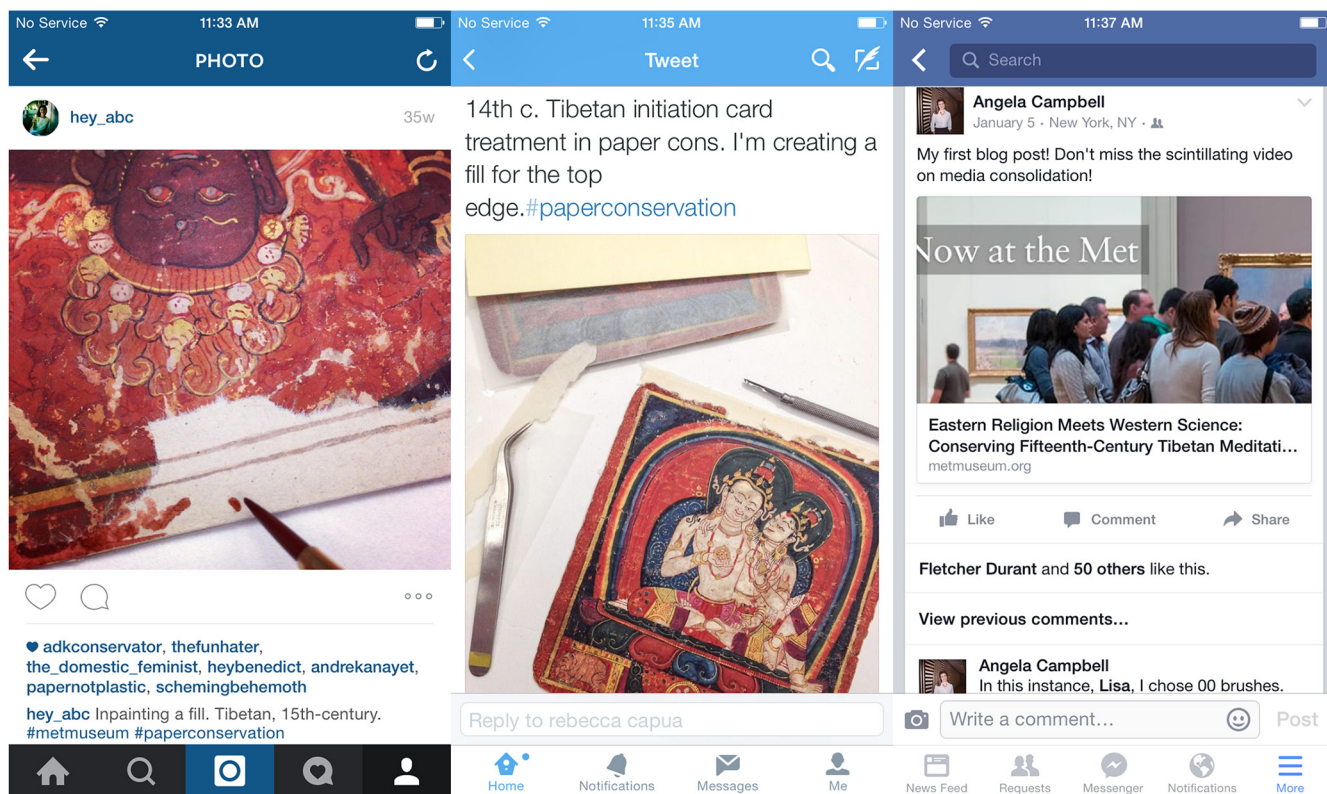 No Service 11:33 AM
PHOTO
hey_abc 35w
adkconservator, thefunhater,
the_domestic_feminist, heybenedict, andrekanayet,
papernotplastic, schemingbehemoth
hey_abc Inpainting a fill. Tibetan, 15th-century.
#metmuseum #paperconservation
No Service 11:35 AM
Tweet
14th c. Tibetan initiation card
treatment in paper cons. I'm creating a
fill for the top
edge.#paperconservation
Reply to rebecca capua
Home Notifications Messages Me
No Service 11:37 AM
Search
Angela Campbell
January 5 · New York, NY ·
My first blog post! Don't miss the scintillating video
on media consolidation!
Now at the Met
Eastern Religion Meets Western Science:
Conserving Fifteenth-Century Tibetan Meditati...
metmuseum.org
Like Comment Share
Fletcher Durant and 50 others like this.
View previous comments...
Angela Campbell
In this instance, Lisa, I chose 00 brushes.
Write a comment... Post
News Feed Requests Messenger Notifications More